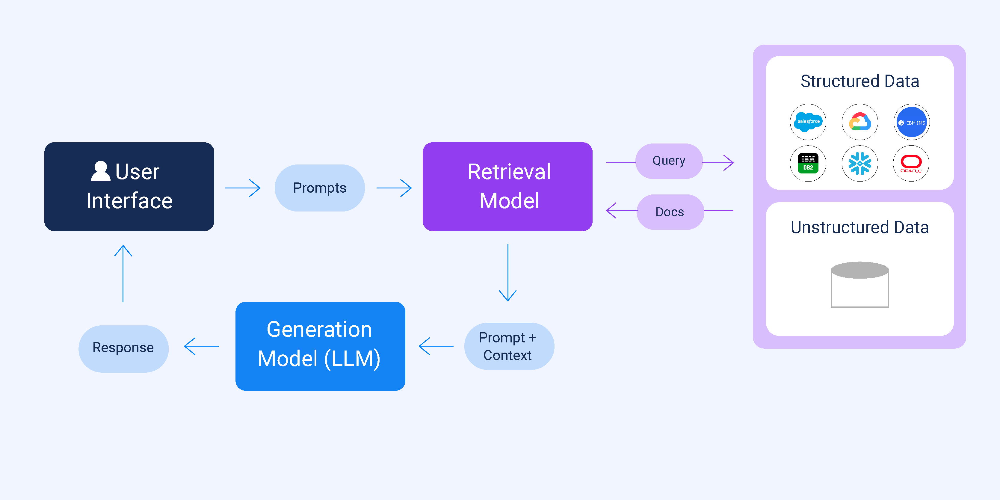 User
Interface
Prompts
Retrieval
Model
Query
Docs
Structured Data
salesforce
IBM IMS
IBM
DB2
ORACLE
Unstructured Data
Prompt +
Context
Generation
Model (LLM)
Response